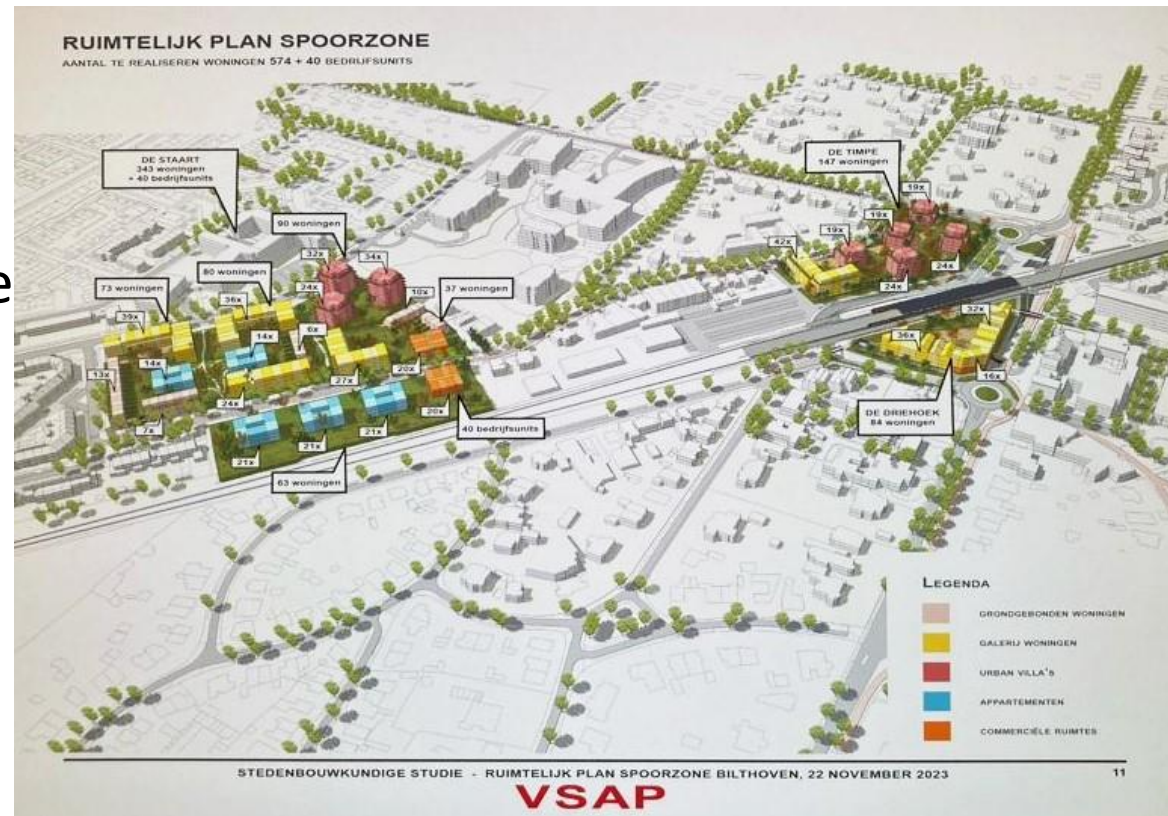 RUIMTELIJK PLAN SPOORZONE
AANTAL TE REALISEREN WONINGEN 574 + 40 BEDRIJFSUNITS
DE STAART
343 woningen
+ 40 bedrijfsunits
DE TIMPE
147 woningen
19x
19x
19x
42x
24x
24x
90 woningen
80 woningen
73 woningen
32x
34x
24x
10x
37 woningen
36x
39x
14x
6x
14x
13x
24x
27x
20x
7x
20x
21x
21x
21x
40 bedrijfsunits
63 woningen
32x
36x
16x
DE DRIEHOEK
84 woningen
e
LEGENDA
GRONDGEBONDEN WONINGEN
GALERIJ WONINGEN
URBAN VILLA'S
APPARTEMENTEN
COMMERCIËLE RUIMTES
STEDENBOUWKUNDIGE STUDIE - RUIMTELIJK PLAN SPOORZONE BILTHOVEN, 22 NOVEMBER 2023
11
VSAP